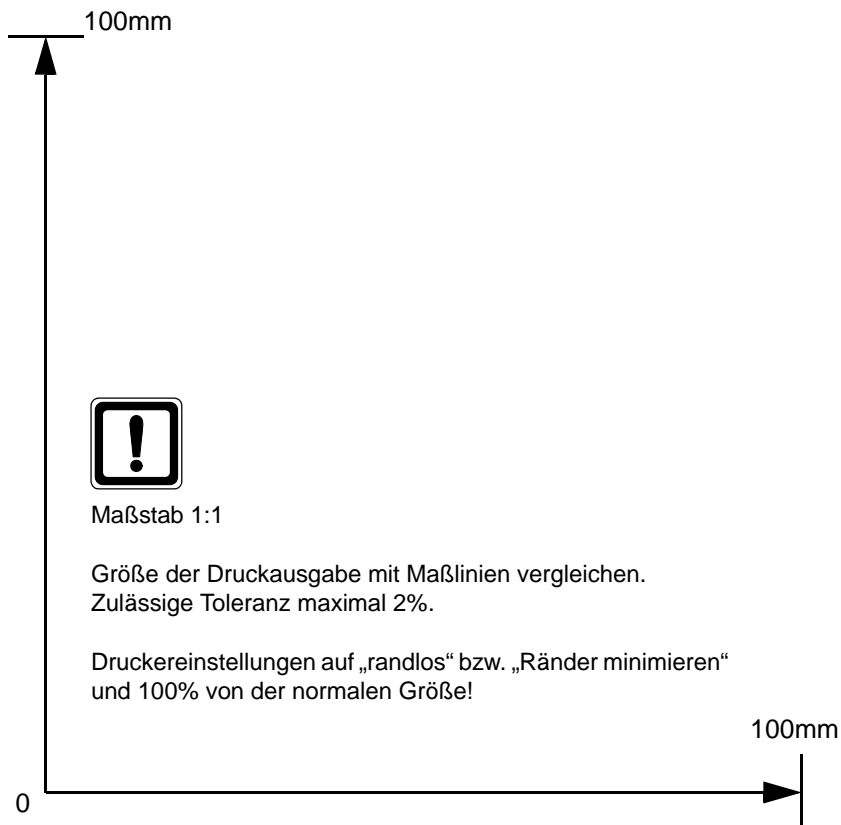 100mm
Maßstab 1:1
Größe der Druckausgabe mit Maßlinien vergleichen.
Zulässige Toleranz maximal 2%.
Druckereinstellungen auf „randlos“ bzw. „Ränder minimieren“
und 100% von der normalen Größe!
100mm
0